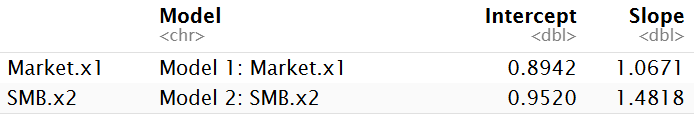 Model Intercept Slope
<chr> <dbl> <dbl>
Market.x1 Model 1: Market.x1 0.8942 1.0671
SMB.x2 Model 2: SMB.x2 0.9520 1.4818